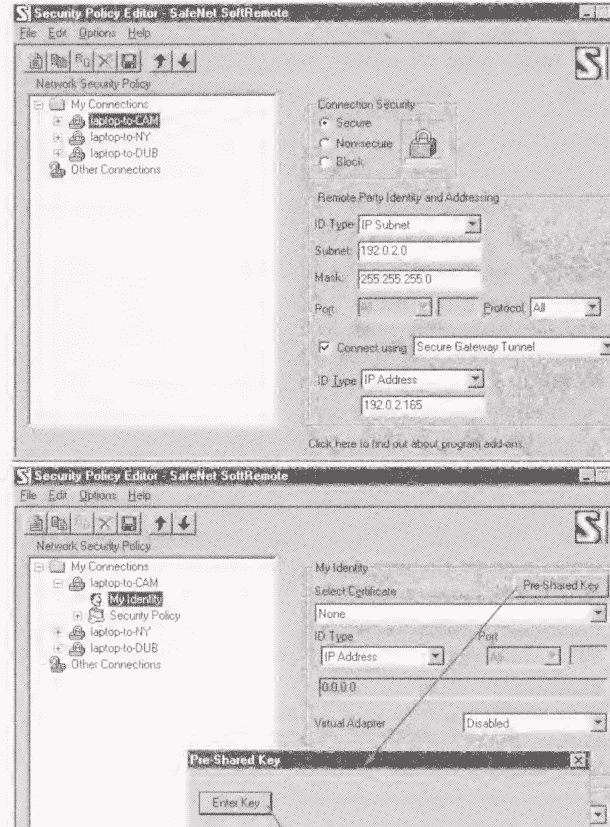 Security Policy Editor - SafeNet SoftRemote
File Edit Options Help
Network Security Policy
My Connections
laptop-to-CAM
laptop-to-NY
laptop-to-DUB
Other Connections
Connection Security
Secure
Non-secure
Block
Remote Party Identity and Addressing
ID Type IP Subnet
Subnet: 192.0.2.0
Mask: 255.255.255.0
Port All Protocol All
Connect using Secure Gateway Tunnel
ID Type IP Address
192.0.2.165
Click here to find out about program add-ons.
Security Policy Editor - SafeNet SoftRemote
File Edit Options Help
Network Security Policy
My Connections
laptop-to-CAM
My Identity
Security Policy
laptop-to-NY
laptop-to-DUB
Other Connections
My Identity
Select Certificate Pre-Shared Key
None
ID Type Port
IP Address All
0.0.0.0
Virtual Adapter Disabled
Pre-Shared Key
Enter Key